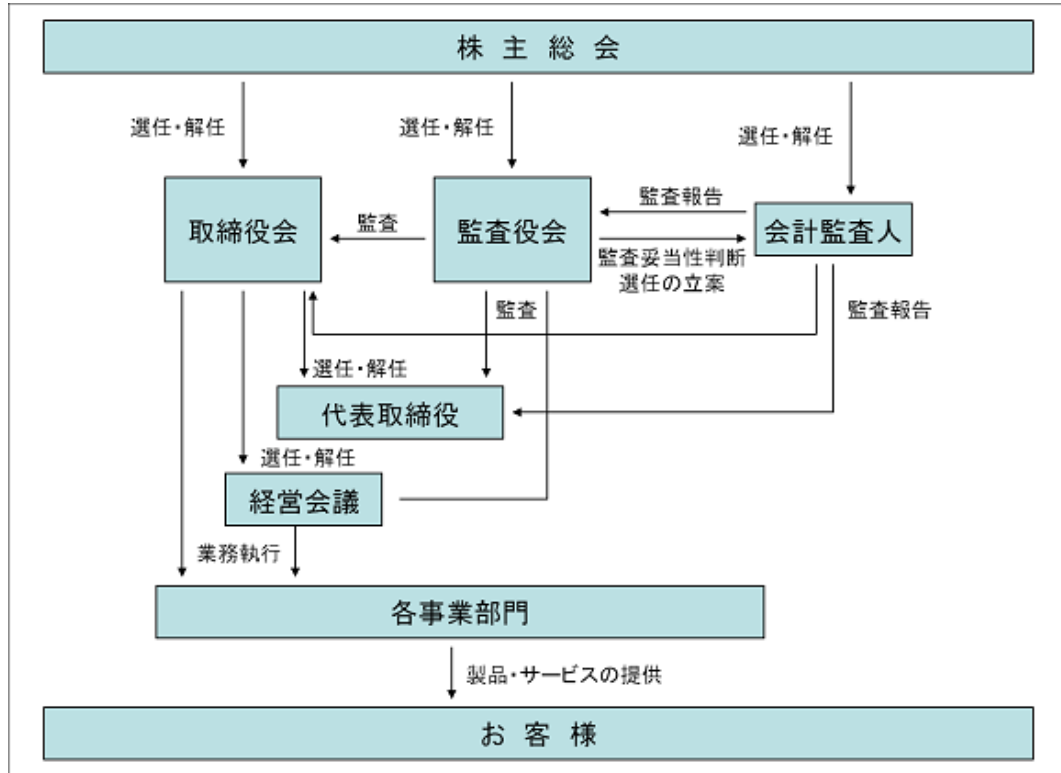 株 主 総 会
選任・解任
選任・解任
選任・解任
取締役会
監査
監査役会
監査報告
会計監査人
監査妥当性判断
選任の立案
監査
監査報告
選任・解任
代表取締役
選任・解任
経営会議
業務執行
各事業部門
製品・サービスの提供
お 客 様